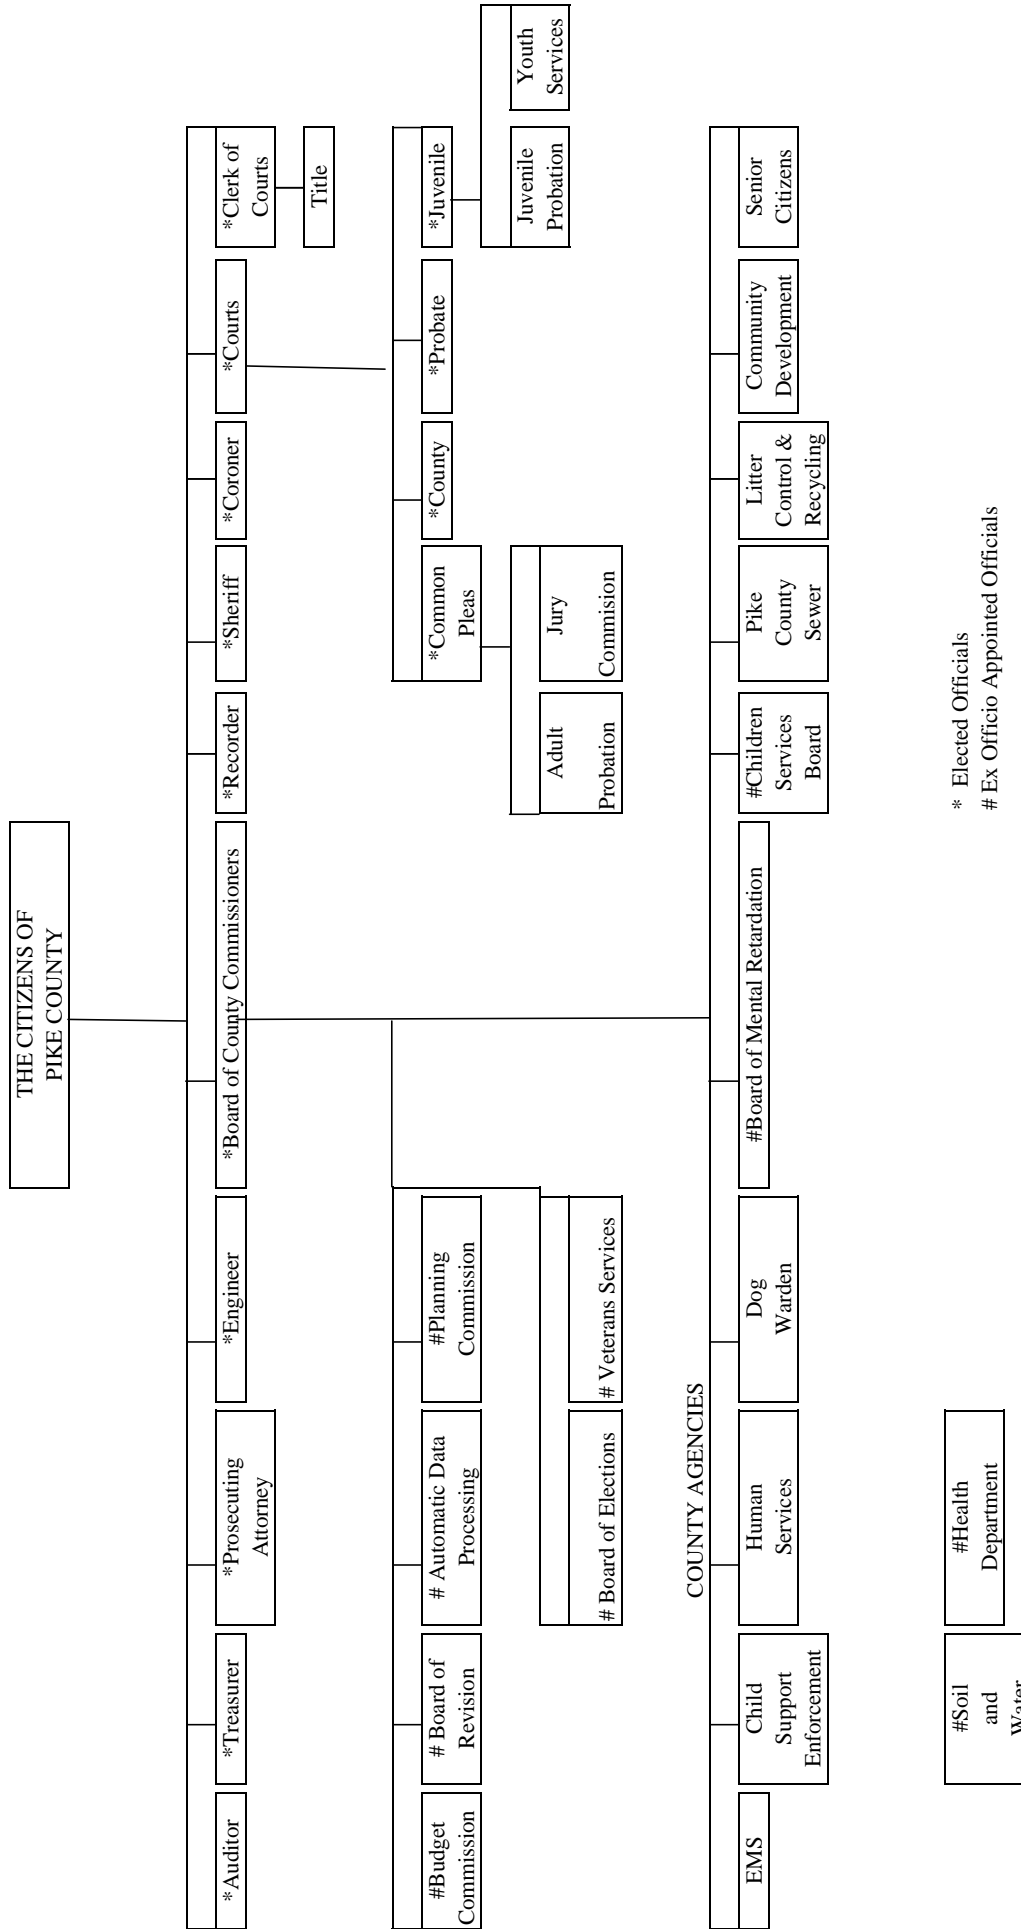 THE CITIZENS OF
PIKE COUNTY
*Auditor
*Treasurer
*Prosecuting
Attorney
*Engineer
*Board of County Commissioners
*Recorder
*Sheriff
*Coroner
*Courts
*Clerk of
Courts
Title
#Budget
Commission
# Board of
Revision
# Automatic Data
Processing
#Planning
Commission
*Common
Pleas
*County
*Probate
*Juvenile
# Board of Elections
# Veterans Services
Adult
Probation
Jury
Commision
Juvenile
Probation
Youth
Services
COUNTY AGENCIES
EMS
Child
Support
Enforcement
Human
Services
Dog
Warden
#Board of Mental Retardation
#Children
Services
Board
Pike
County
Sewer
Litter
Control &
Recycling
Community
Development
Senior
Citizens
#Soil
and
Water
#Health
Department
* Elected Officials
# Ex Officio Appointed Officials